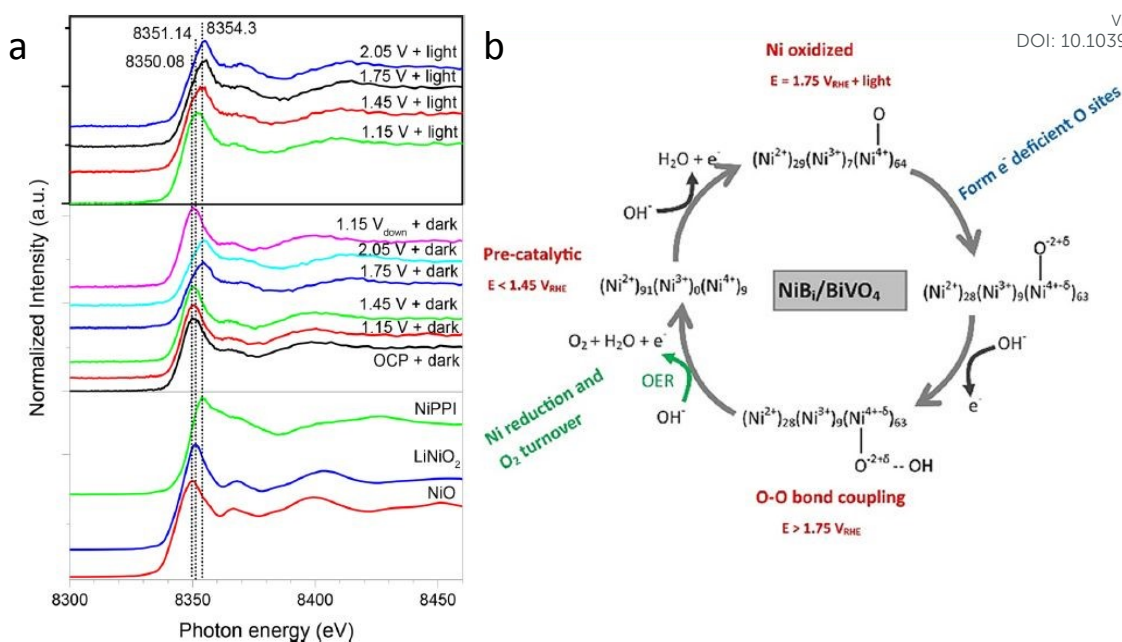 a
8351.14
8354.3
8350.08
2.05 V + light
1.75 V + light
1.45 V + light
1.15 V + light
1.15 V_down + dark
2.05 V + dark
1.75 V + dark
1.45 V + dark
1.15 V + dark
OCP + dark
NiPPI
LiNiO₂
NiO
Normalized Intensity (a.u.)
8300
8350
8400
8450
Photon energy (eV)
b
DOI: 10.1039
Ni oxidized
E = 1.75 V_RHE + light
O
(Ni²⁺)₂₉(Ni³⁺)₇(Ni⁴⁺)₆₄
Form e⁻ deficient O sites
H₂O + e⁻
OH⁻
Pre-catalytic
E < 1.45 V_RHE
(Ni²⁺)₉₁(Ni³⁺)₀(Ni⁴⁺)₉
NiBᵢ/BiVO₄
O⁻²⁺ᵟ
(Ni²⁺)₂₈(Ni³⁺)₉(Ni⁴⁺⁻ᵟ)₆₃
OH⁻
e⁻
O₂ + H₂O + e⁻
OER
OH⁻
Ni reduction and
O₂ turnover
(Ni²⁺)₂₈(Ni³⁺)₉(Ni⁴⁺⁻ᵟ)₆₃
O⁻²⁺ᵟ -- OH
O-O bond coupling
E > 1.75 V_RHE